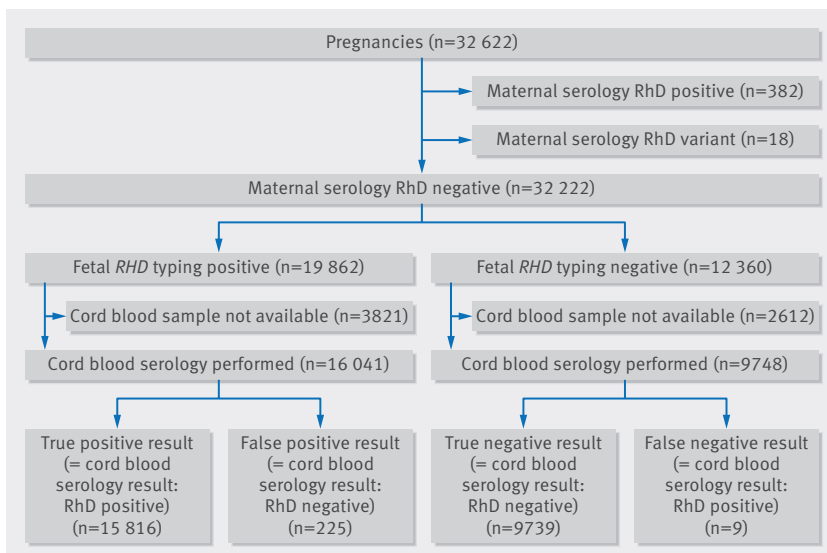 Pregnancies (n=32 622)
Maternal serology RhD positive (n=382)
Maternal serology RhD variant (n=18)
Maternal serology RhD negative (n=32 222)
Fetal RHD typing positive (n=19 862)
Fetal RHD typing negative (n=12 360)
Cord blood sample not available (n=3821)
Cord blood sample not available (n=2612)
Cord blood serology performed (n=16 041)
Cord blood serology performed (n=9748)
True positive result
(= cord blood
serology result:
RhD positive)
(n=15 816)
False positive result
(= cord blood
serology result:
RhD negative)
(n=225)
True negative result
(= cord blood
serology result:
RhD negative)
(n=9739)
False negative result
(= cord blood
serology result:
RhD positive)
(n=9)